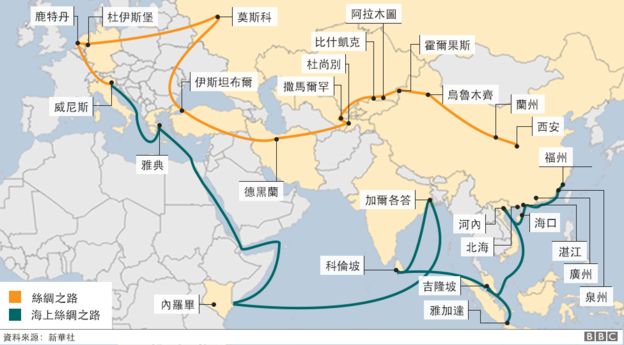 鹿特丹
杜伊斯堡
莫斯科
阿拉木圖
比什凱克
霍爾果斯
杜尚別
伊斯坦布爾
撒馬爾罕
烏魯木齊
蘭州
威尼斯
西安
雅典
德黑蘭
福州
加爾各答
河內
海口
北海
湛江
科倫坡
廣州
吉隆坡
泉州
絲綢之路
內羅畢
雅加達
海上絲綢之路
資料來源：新華社
BBC